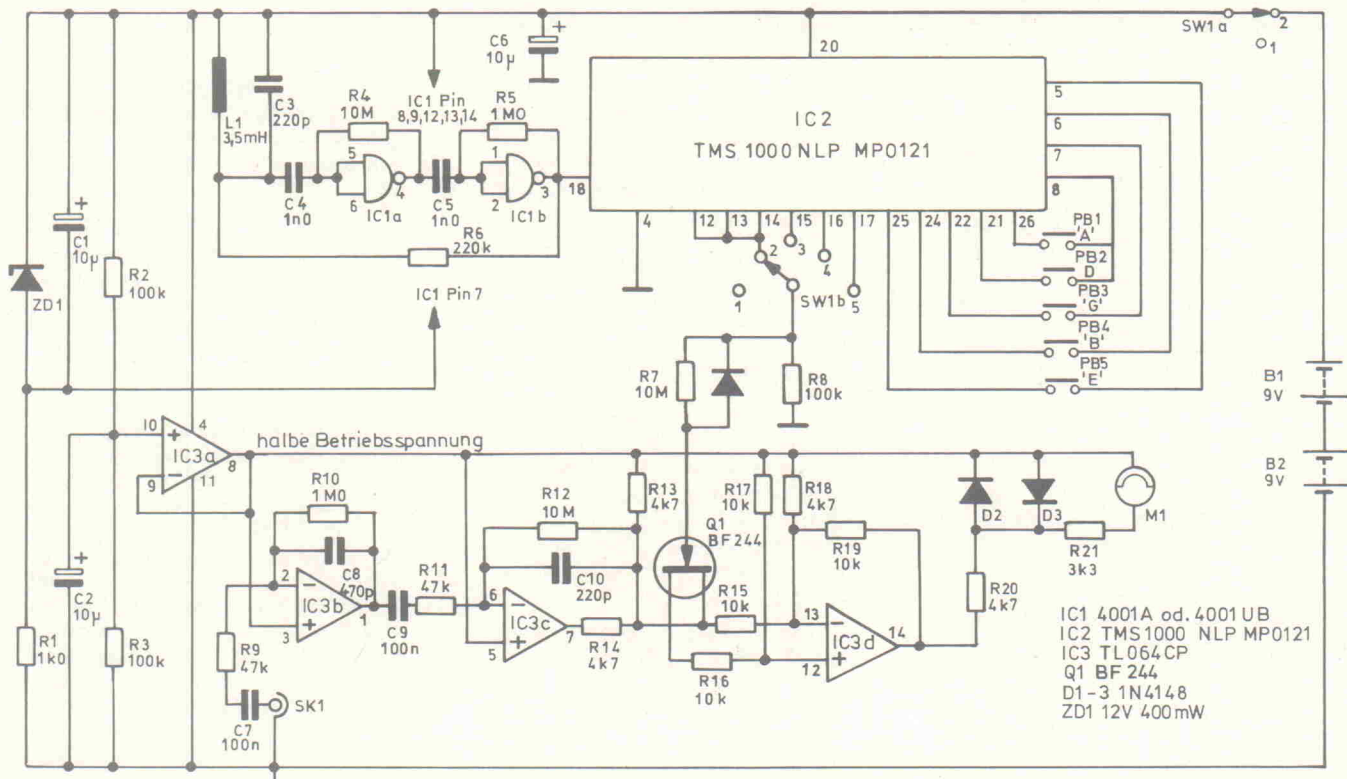 SW1a
2
1
C6
10µ
+
20
IC2
TMS 1000 NLP MP0121
5
6
7
8
18
4
12
13
14
15
16
17
25
24
22
21
26
L1
3,5mH
C3
220p
R4
10M
IC1 Pin
8,9,12,13,14
R5
1M0
C4
1n0
5
6
4
IC1a
C5
1n0
1
2
3
IC1b
R6
220k
IC1 Pin 7
PB1
'A'
PB2
D
PB3
'G'
PB4
'B'
PB5
'E'
2
3
4
5
1
SW1b
C1
10µ
+
ZD1
R2
100k
R7
10M
R8
100k
B1
9V
B2
9V
10
+
9
−
4
8
11
IC3a
halbe Betriebsspannung
R10
1M0
C8
470p
2
−
3
+
1
IC3b
C9
100n
R11
47k
R12
10M
C10
220p
6
−
5
+
7
IC3c
R13
4k7
R14
4k7
Q1
BF 244
R15
10k
R16
10k
R17
10k
R18
4k7
R19
10k
13
−
12
+
14
IC3d
R20
4k7
D2
D3
R21
3k3
M1
C2
10µ
+
R1
1k0
R3
100k
R9
47k
C7
100n
SK1
IC1 4001A od. 4001UB
IC2 TMS1000 NLP MP0121
IC3 TL064CP
Q1 BF 244
D1-3 1N4148
ZD1 12V 400mW